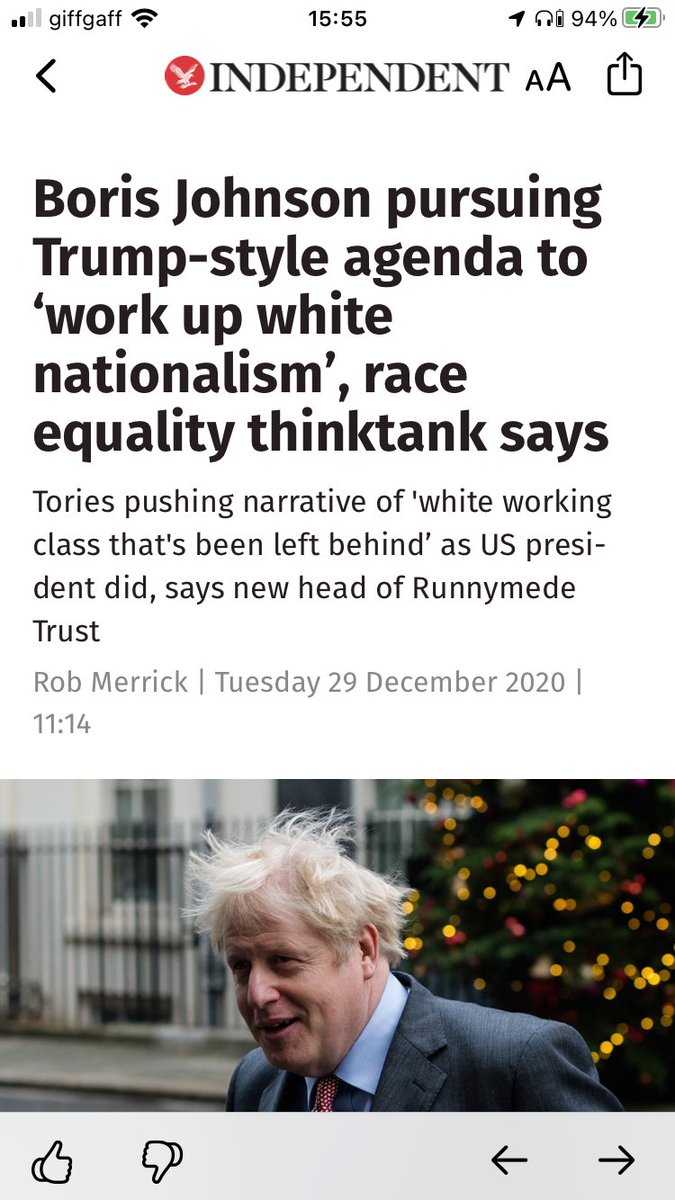 giffgaff 15:55 94%
INDEPENDENT AA
Boris Johnson pursuing
Trump-style agenda to
‘work up white
nationalism’, race
equality thinktank says
Tories pushing narrative of 'white working
class that's been left behind’ as US presi-
dent did, says new head of Runnymede
Trust
Rob Merrick | Tuesday 29 December 2020 |
11:14